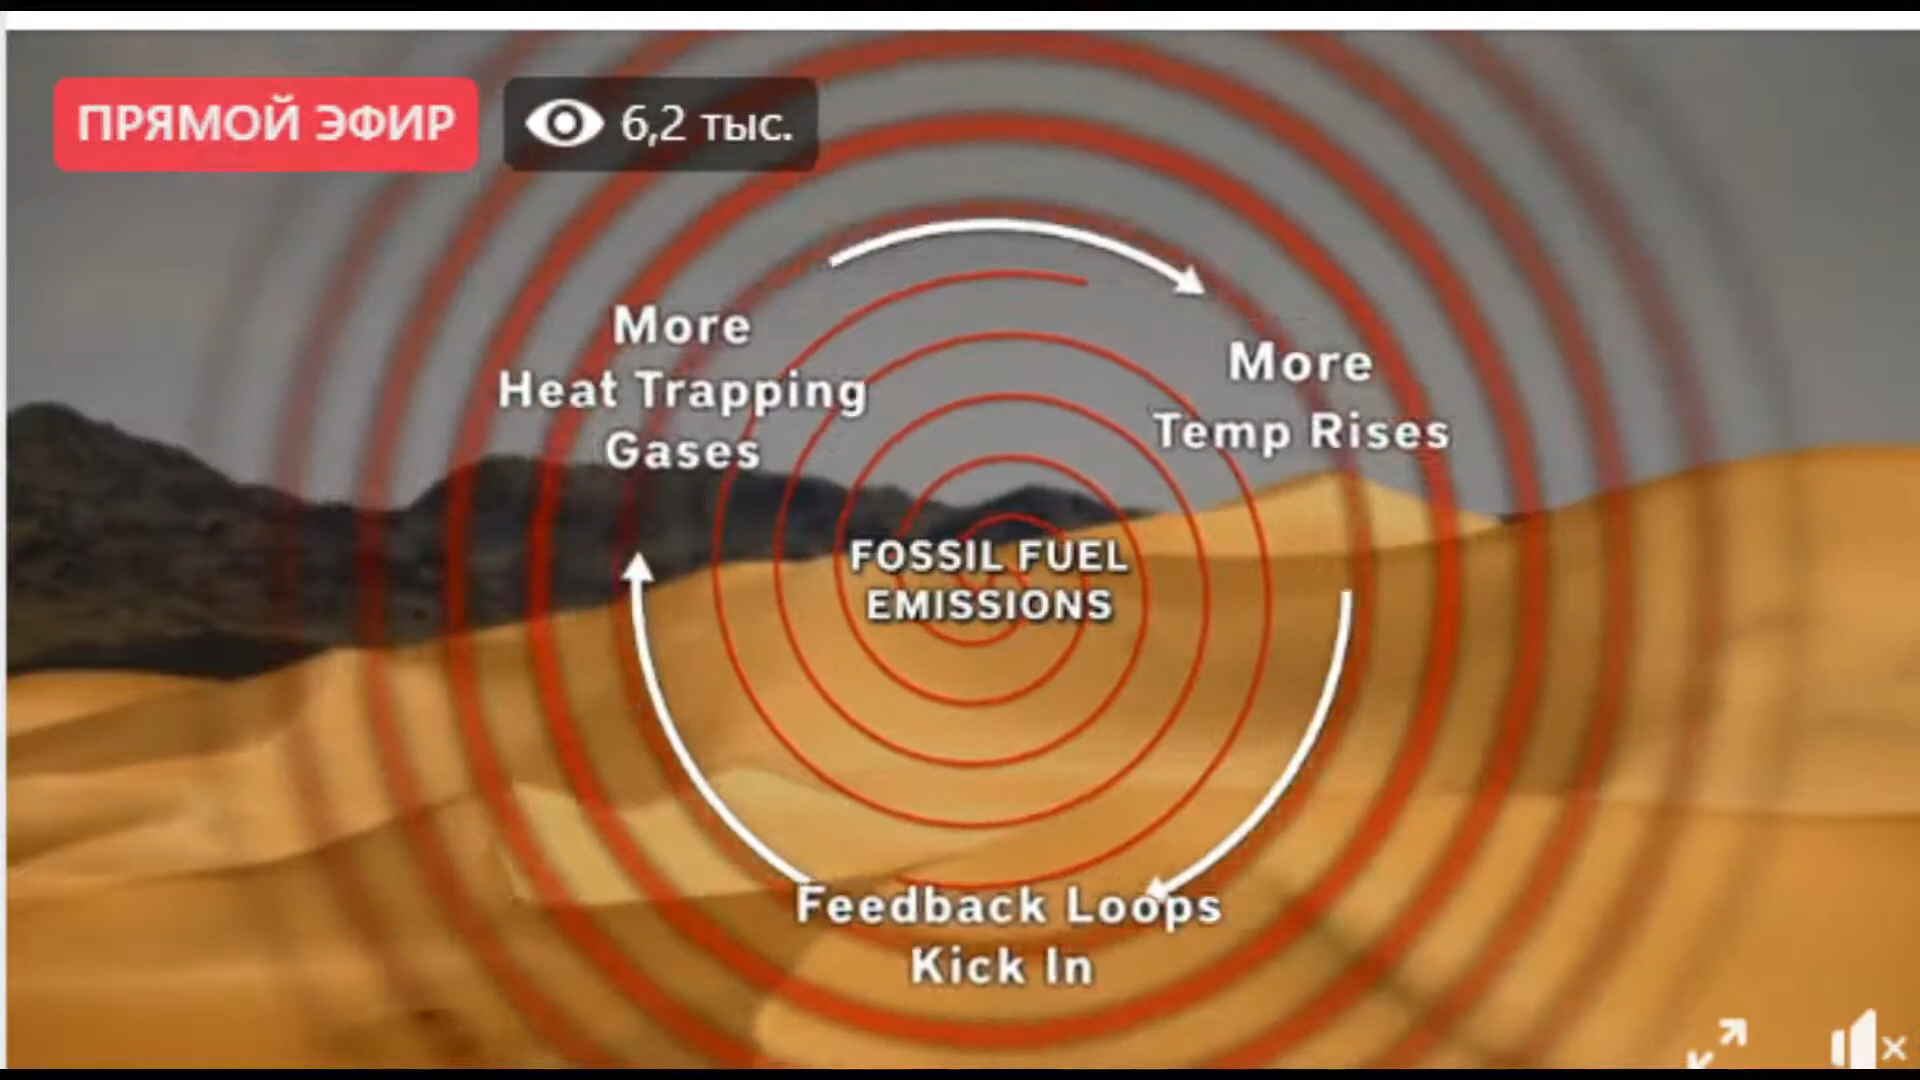 ПРЯМОЙ ЭФИР
6,2 тыс.
More
Heat Trapping
Gases
More
Temp Rises
FOSSIL FUEL
EMISSIONS
Feedback Loops
Kick In